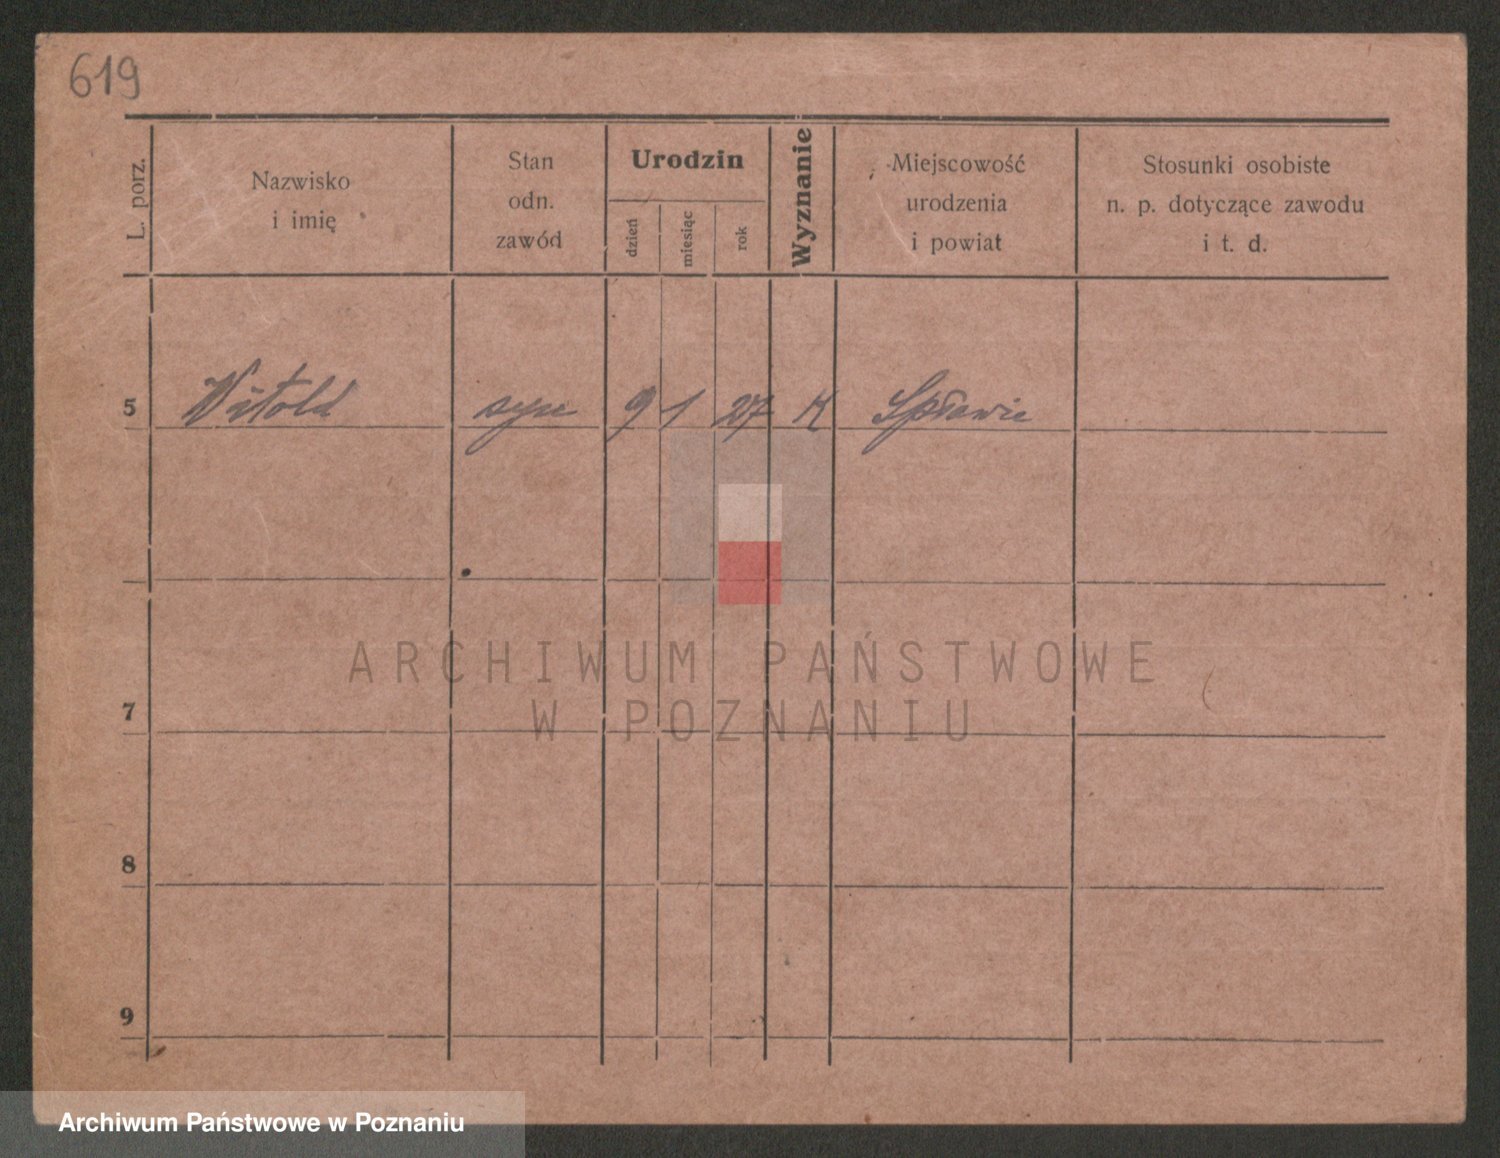 619
L. porz.
Nazwisko
i imię
Stan
odn.
zawód
Urodzin
dzień
miesiąc
rok
Wyznanie
Miejscowość
urodzenia
i powiat
Stosunki osobiste
n. p. dotyczące zawodu
i t. d.
5 Witold syn 9 1 27 K Spławie
7
8
9
ARCHIWUM PAŃSTWOWE
W POZNANIU
Archiwum Państwowe w Poznaniu